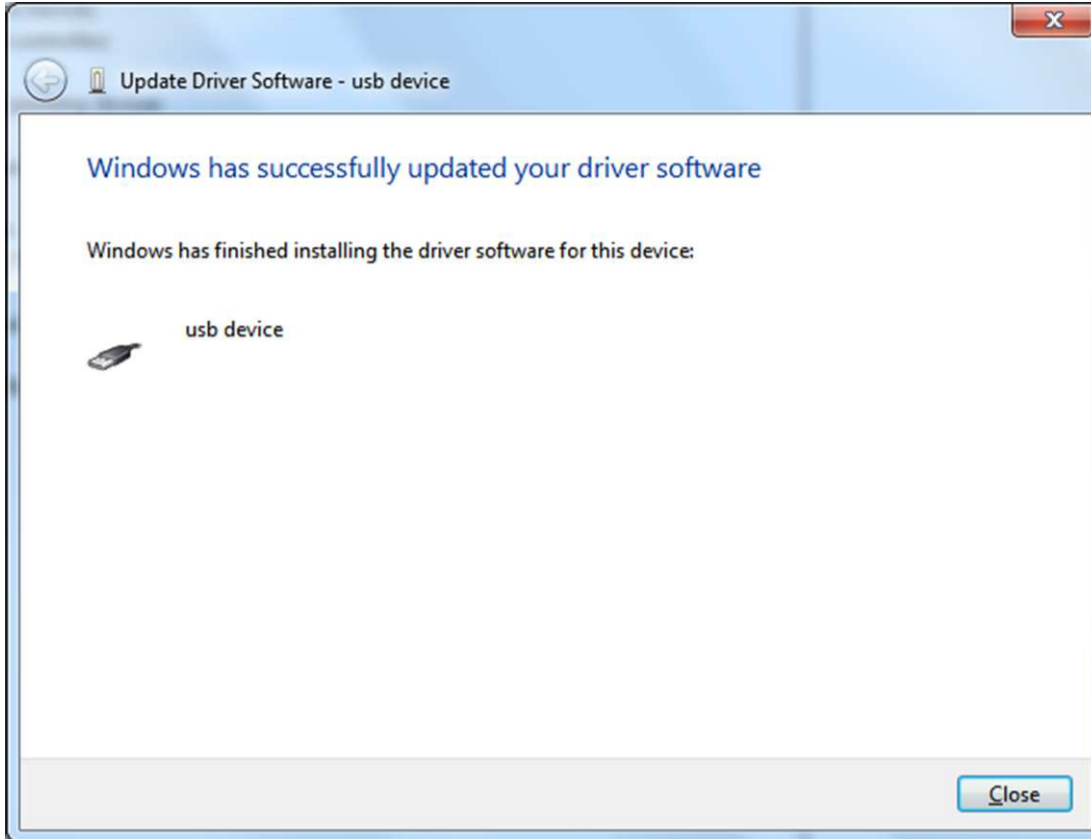 Update Driver Software - usb device
Windows has successfully updated your driver software
Windows has finished installing the driver software for this device:
usb device
Close